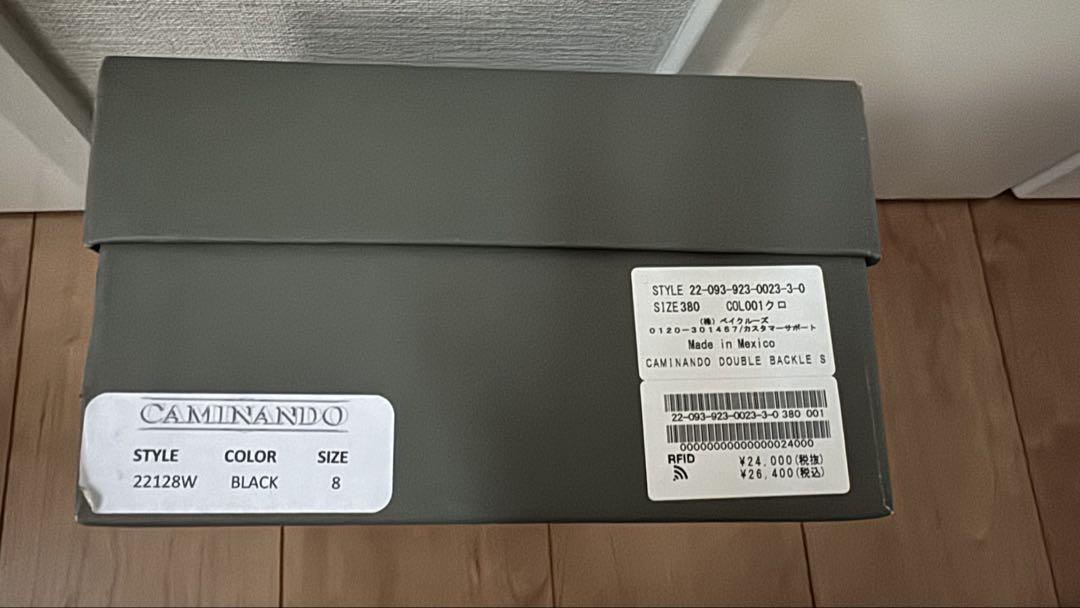 CAMINANDO
STYLE COLOR SIZE
22128W BLACK 8
STYLE 22-093-923-0023-3-0
SIZE380 COL001クロ
(株) ベイクルーズ
0120-301457/カスタマーサポート
Made in Mexico
CAMINANDO DOUBLE BACKLE S
22-093-923-0023-3-0 380 001
00000000000000024000
RFID ¥24,000(税抜)
¥26,400(税込)